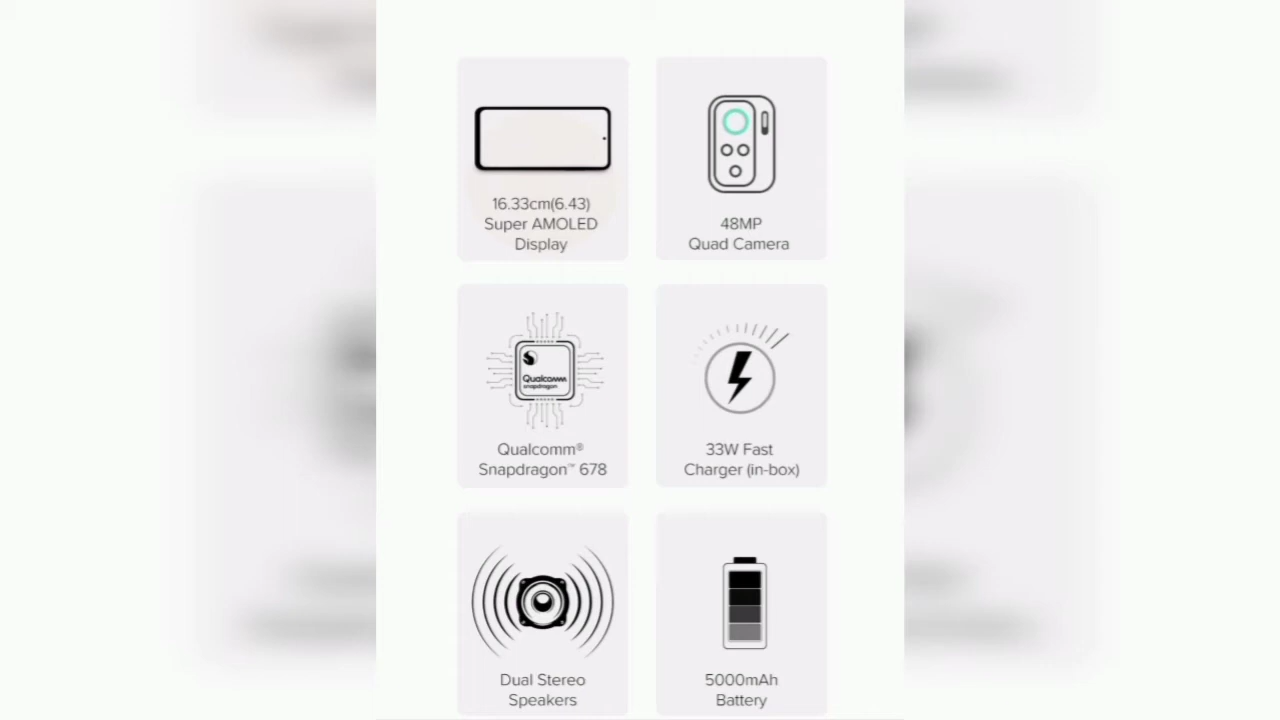 16.33cm(6.43)
Super AMOLED
Display
48MP
Quad Camera
Qualcomm
snapdragon
Qualcomm®
Snapdragon™ 678
33W Fast
Charger (in-box)
Dual Stereo
Speakers
5000mAh
Battery